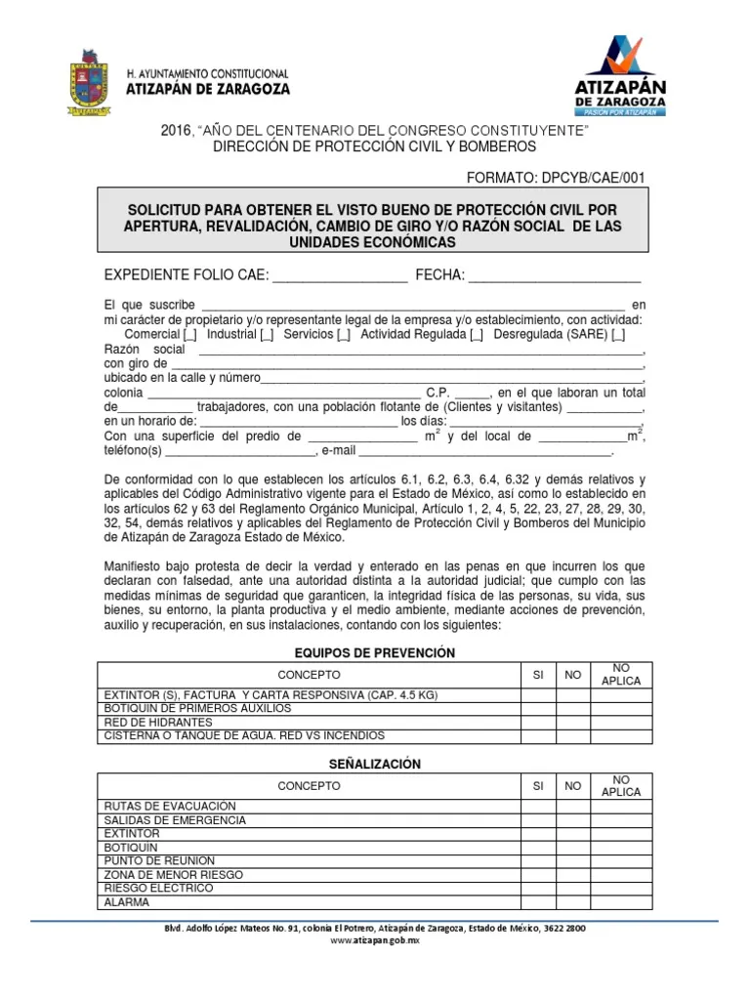 H. AYUNTAMIENTO CONSTITUCIONAL
ATIZAPÁN DE ZARAGOZA
ATIZAPÁN
DE ZARAGOZA
PASIÓN POR ATIZAPÁN
2016, “AÑO DEL CENTENARIO DEL CONGRESO CONSTITUYENTE”
DIRECCIÓN DE PROTECCIÓN CIVIL Y BOMBEROS
FORMATO: DPCYB/CAE/001
SOLICITUD PARA OBTENER EL VISTO BUENO DE PROTECCIÓN CIVIL POR
APERTURA, REVALIDACIÓN, CAMBIO DE GIRO Y/O RAZÓN SOCIAL DE LAS
UNIDADES ECONÓMICAS
EXPEDIENTE FOLIO CAE: _________________ FECHA: _____________________
El que suscribe ______________________________________________ en
mi carácter de propietario y/o representante legal de la empresa y/o establecimiento, con actividad:
Comercial [_] Industrial [_] Servicios [_] Actividad Regulada [_] Desregulada (SARE) [_]
Razón social ______________________________________________,
con giro de ______________________________________________,
ubicado en la calle y número______________________________________________,
colonia ______________________________ C.P. _____, en el que laboran un total
de___________ trabajadores, con una población flotante de (Clientes y visitantes) ___________,
en un horario de: ______________________ los días: ______________________,
Con una superficie del predio de ________________ m2 y del local de _____________m2,
teléfono(s) ______________________, e-mail ____________________________________.
De conformidad con lo que establecen los artículos 6.1, 6.2, 6.3, 6.4, 6.32 y demás relativos y
aplicables del Código Administrativo vigente para el Estado de México, así como lo establecido en
los artículos 62 y 63 del Reglamento Orgánico Municipal, Artículo 1, 2, 4, 5, 22, 23, 27, 28, 29, 30,
32, 54, demás relativos y aplicables del Reglamento de Protección Civil y Bomberos del Municipio
de Atizapán de Zaragoza Estado de México.
Manifiesto bajo protesta de decir la verdad y enterado en las penas en que incurren los que
declaran con falsedad, ante una autoridad distinta a la autoridad judicial; que cumplo con las
medidas mínimas de seguridad que garanticen, la integridad física de las personas, su vida, sus
bienes, su entorno, la planta productiva y el medio ambiente, mediante acciones de prevención,
auxilio y recuperación, en sus instalaciones, contando con los siguientes:
EQUIPOS DE PREVENCIÓN
CONCEPTO SI NO NO APLICA
EXTINTOR (S), FACTURA Y CARTA RESPONSIVA (CAP. 4.5 KG)
BOTIQUIN DE PRIMEROS AUXILIOS
RED DE HIDRANTES
CISTERNA O TANQUE DE AGUA. RED VS INCENDIOS
SEÑALIZACIÓN
CONCEPTO SI NO NO APLICA
RUTAS DE EVACUACIÓN
SALIDAS DE EMERGENCIA
EXTINTOR
BOTIQUÍN
PUNTO DE REUNION
ZONA DE MENOR RIESGO
RIESGO ELÉCTRICO
ALARMA
Blvd. Adolfo López Mateos No. 91, colonia El Potrero, Atizapán de Zaragoza, Estado de México, 3622 2800
www.atizapan.gob.mx